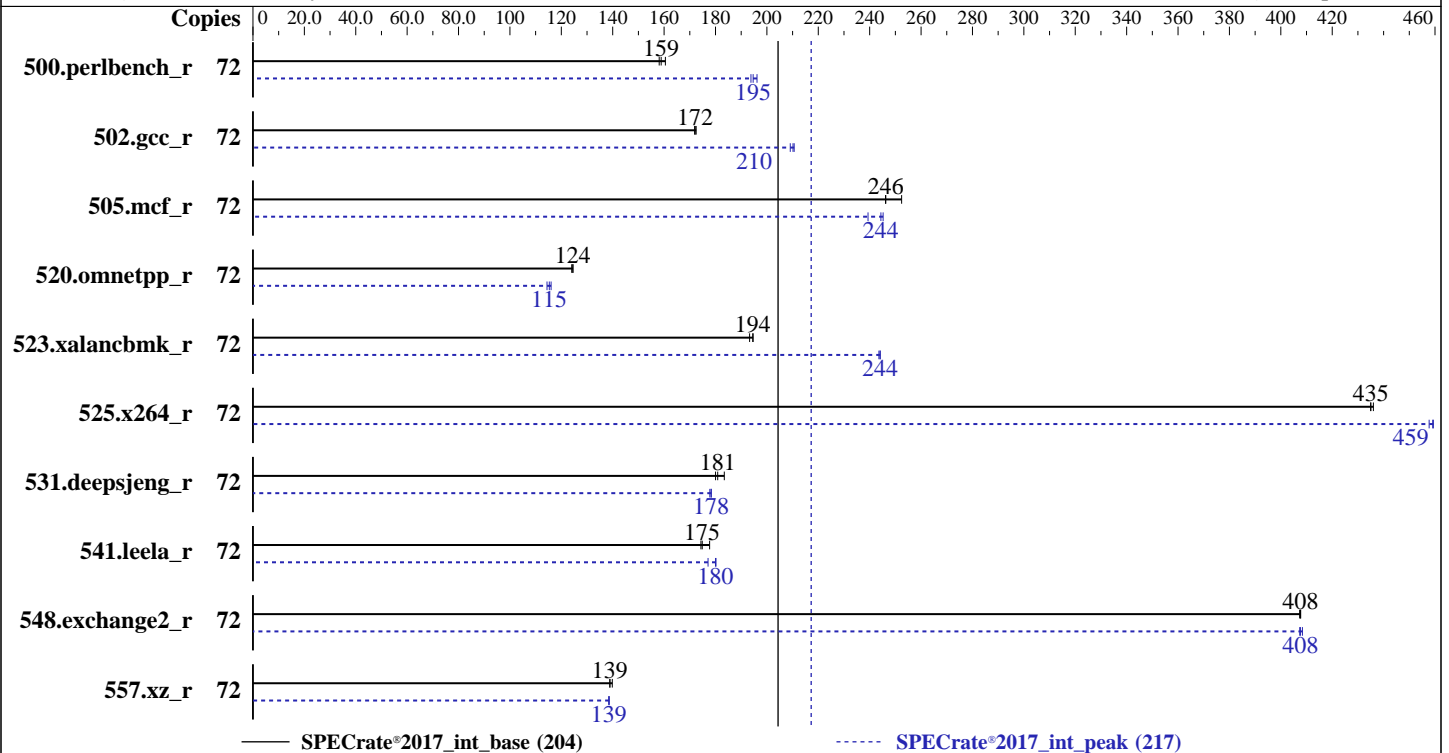 Copies 0 20.0 40.0 60.0 80.0 100 120 140 160 180 200 220 240 260 280 300 320 340 360 380 400 420 460
500.perlbench_r 72 159
195
502.gcc_r 72 172
210
505.mcf_r 72 246
244
520.omnetpp_r 72 124
115
523.xalancbmk_r 72 194
244
525.x264_r 72 435
459
531.deepsjeng_r 72 181
178
541.leela_r 72 175
180
548.exchange2_r 72 408
408
557.xz_r 72 139
139
SPECrate®2017_int_base (204) SPECrate®2017_int_peak (217)